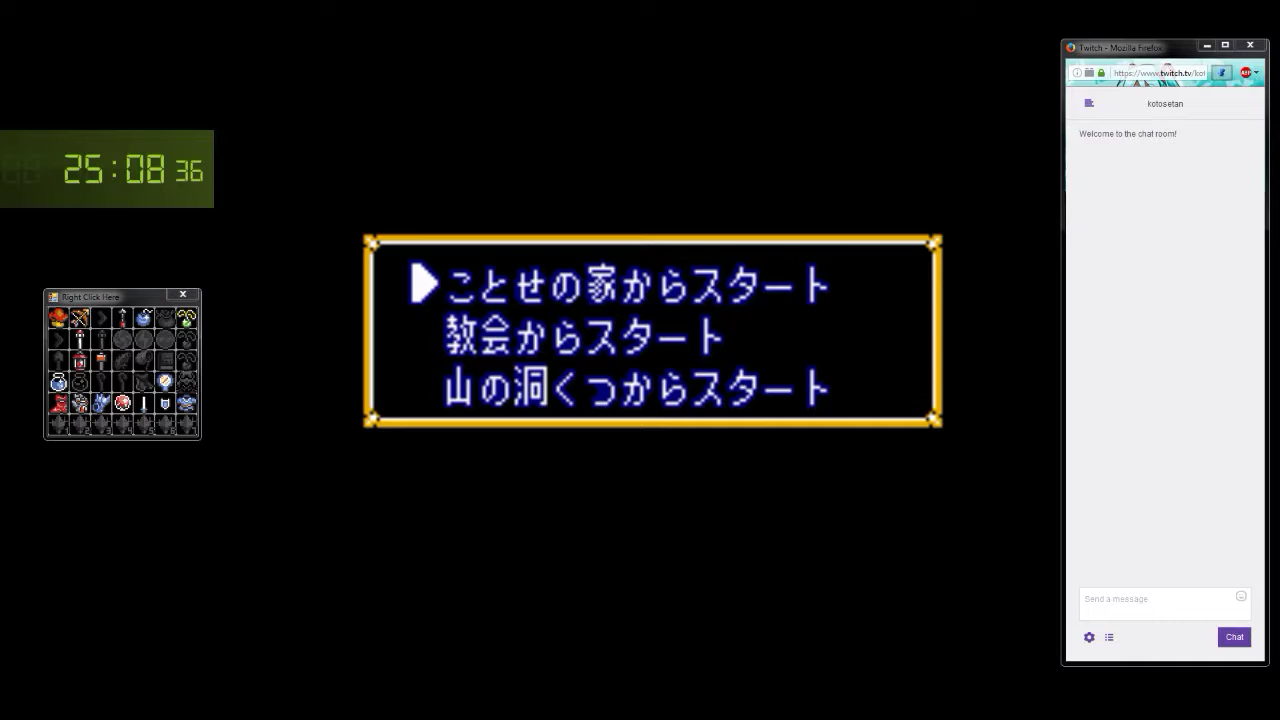 25:08 36
Right Click Here
ことせの家からスタート
教会からスタート
山の洞くつからスタート
Twitch - Mozilla Firefox
https://www.twitch.tv/kot
ABP
kotosetan
Welcome to the chat room!
Send a message
Chat